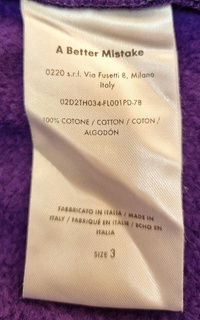 A Better Mistake
0220 s.r.l. Via Fusetti 8, Milano
Italy
02D2TH034-FL001PD-78
100% COTONE / COTTON / COTON /
ALGODÓN
FABBRICATO IN ITALIA / MADE IN
ITALY / FABRIQUÉ EN ITALIE / ECHO EN
ITALIA
SIZE 3